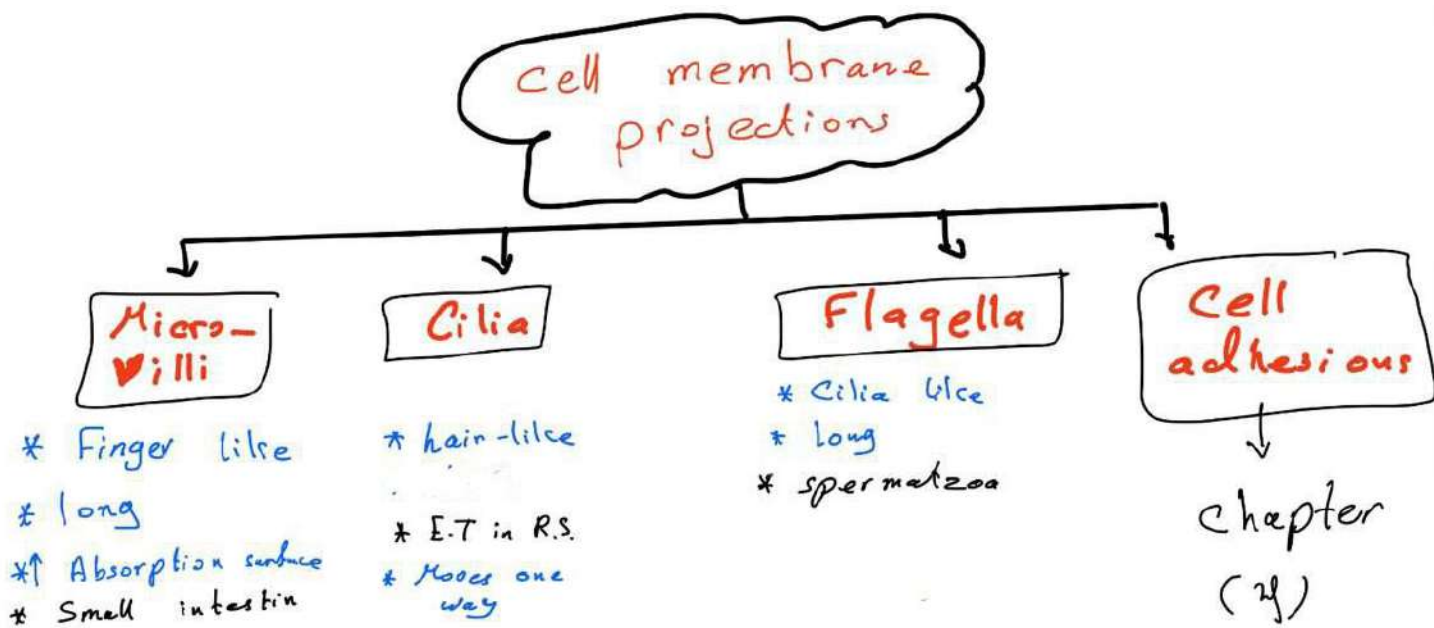 Cell membrane
projections
Micro-
Villi
* Finger like
* long
*↑ Absorption surface
* Small intestin
Cilia
* hair-like
* E.T in R.S.
* Moves one
way
Flagella
* Cilia like
* long
* spermatzoa
Cell
adhesions
chapter